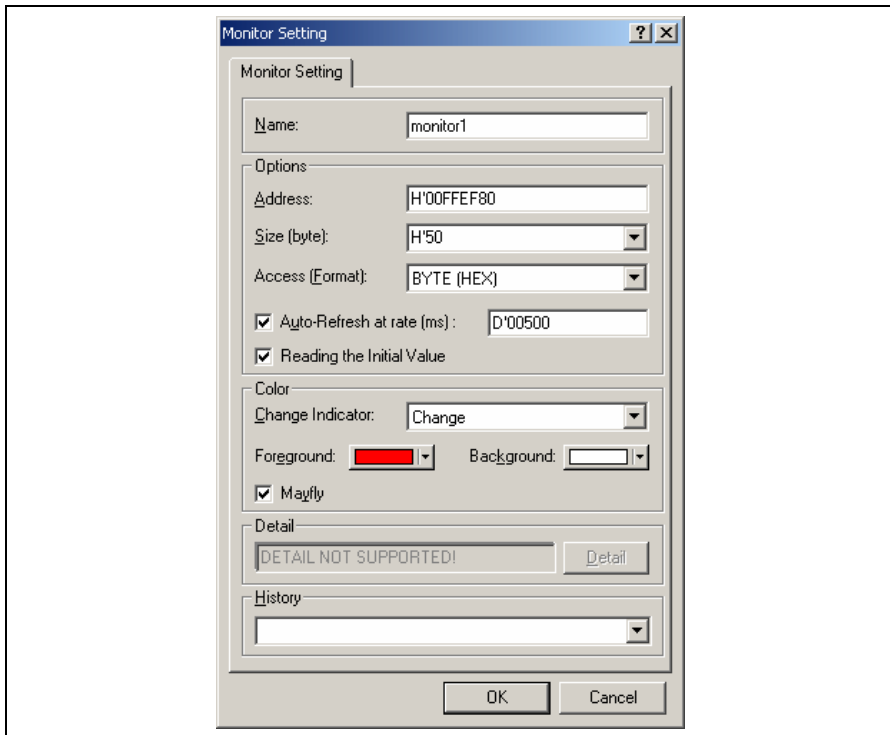 Monitor Setting
Monitor Setting
Name: monitor1
Options
Address: H'00FFEF80
Size (byte): H'50
Access (Format): BYTE (HEX)
Auto-Refresh at rate (ms) : D'00500
Reading the Initial Value
Color
Change Indicator: Change
Foreground: Background:
Mayfly
Detail
DETAIL NOT SUPPORTED! Detail
History
OK Cancel